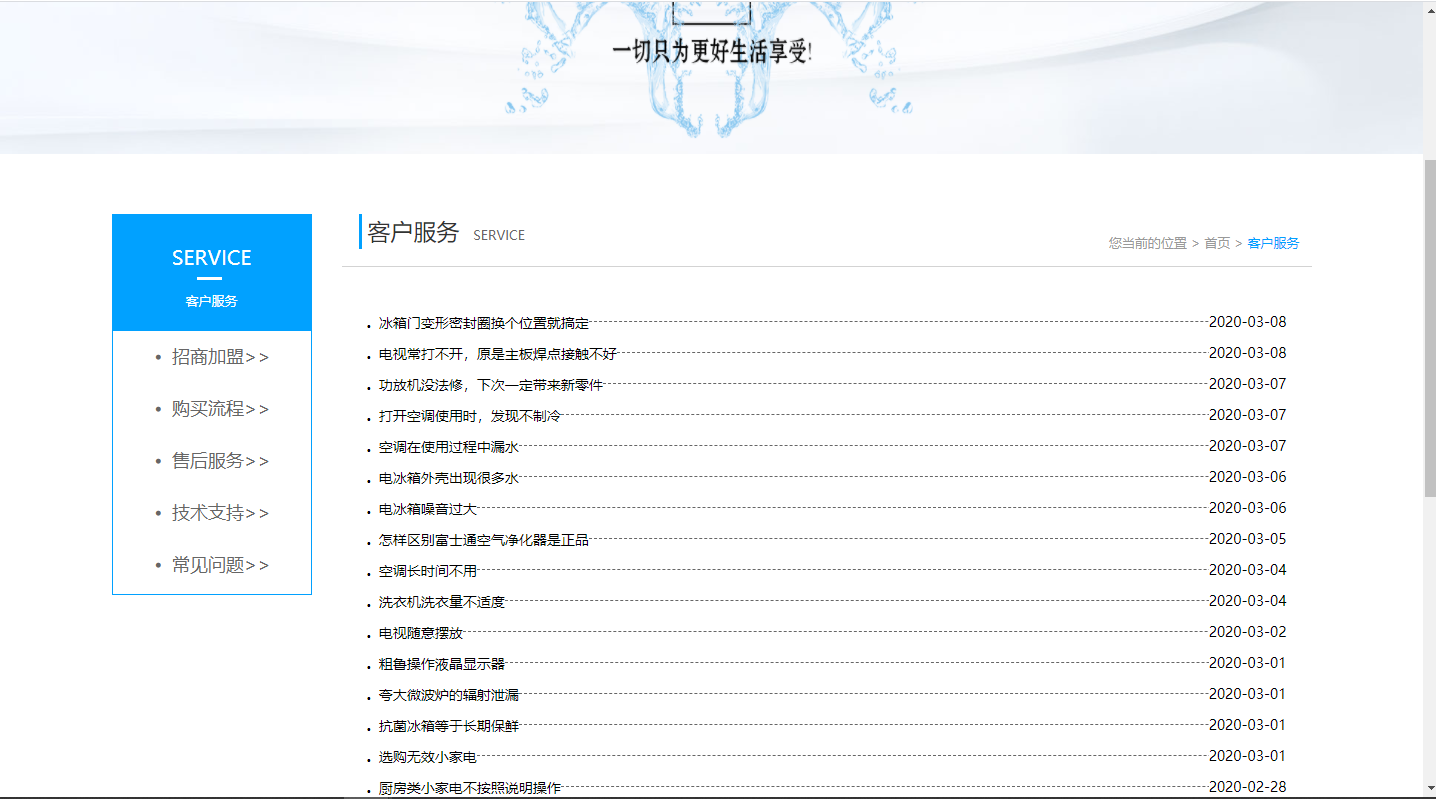 一切只为更好生活享受!
SERVICE
客户服务
• 招商加盟>>
• 购买流程>>
• 售后服务>>
• 技术支持>>
• 常见问题>>
客户服务 SERVICE
您当前的位置 > 首页 > 客户服务
冰箱门变形密封圈换个位置就搞定 2020-03-08
电视常打不开，原是主板焊点接触不好 2020-03-08
功放机没法修，下次一定带来新零件 2020-03-07
打开空调使用时，发现不制冷 2020-03-07
空调在使用过程中漏水 2020-03-07
电冰箱外壳出现很多水 2020-03-06
电冰箱噪音过大 2020-03-06
怎样区别富士通空气净化器是正品 2020-03-05
空调长时间不用 2020-03-04
洗衣机洗衣量不适度 2020-03-04
电视随意摆放 2020-03-02
粗鲁操作液晶显示器 2020-03-01
夸大微波炉的辐射泄漏 2020-03-01
抗菌冰箱等于长期保鲜 2020-03-01
选购无效小家电 2020-03-01
厨房类小家电不按照说明操作 2020-02-28